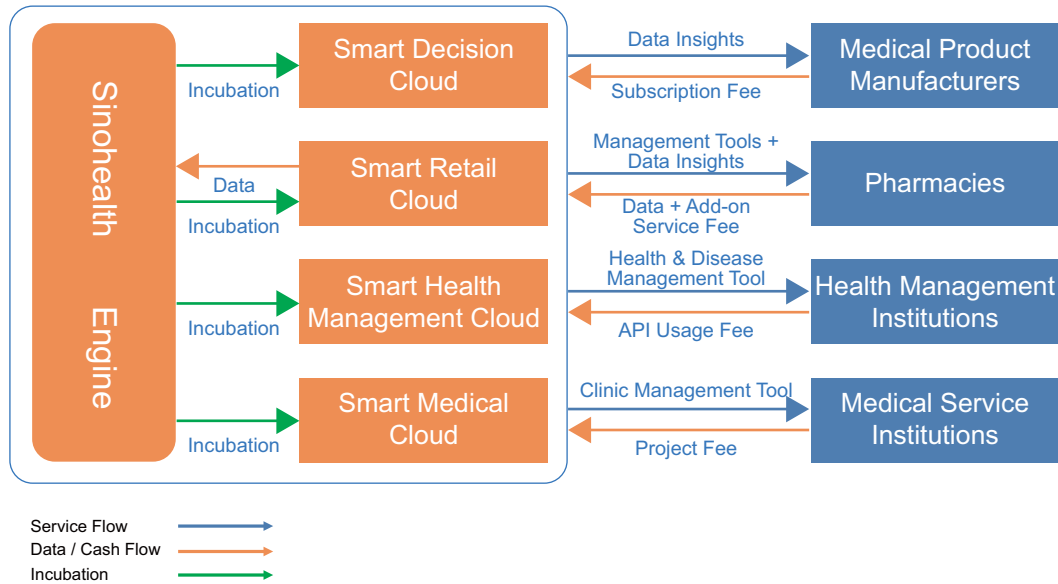 Sinohealth Engine
Incubation
Smart Decision
Cloud
Data Insights
Subscription Fee
Medical Product
Manufacturers
Data
Incubation
Smart Retail
Cloud
Management Tools +
Data Insights
Data + Add-on
Service Fee
Pharmacies
Incubation
Smart Health
Management Cloud
Health & Disease
Management Tool
API Usage Fee
Health Management
Institutions
Incubation
Smart Medical
Cloud
Clinic Management Tool
Project Fee
Medical Service
Institutions
Service Flow
Data / Cash Flow
Incubation